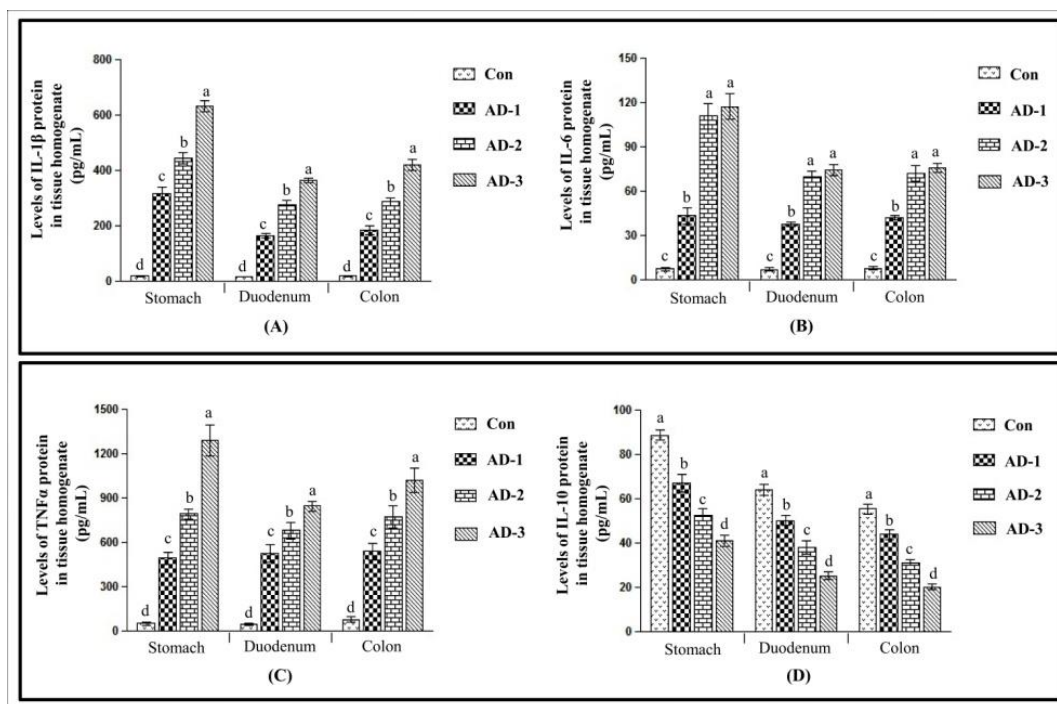 Levels of IL-1β protein
in tissue homogenate
(pg/mL)
800
600
400
200
0
d
c
b
a
d
c
b
a
d
c
b
a
Stomach
Duodenum
Colon
Con
AD-1
AD-2
AD-3
(A)
Levels of IL-6 protein
in tissue homogenate
(pg/mL)
150
120
90
60
30
0
c
b
a
a
c
b
a
a
c
b
a
a
Stomach
Duodenum
Colon
Con
AD-1
AD-2
AD-3
(B)
Levels of TNFα protein
in tissue homogenate
(pg/mL)
1500
1200
900
600
300
0
d
c
b
a
d
c
b
a
d
c
b
a
Stomach
Duodenum
Colon
Con
AD-1
AD-2
AD-3
(C)
Levels of IL-10 protein
in tissue homogenate
(pg/mL)
100
80
60
40
20
0
a
b
c
d
a
b
c
d
a
b
c
d
Stomach
Duodenum
Colon
Con
AD-1
AD-2
AD-3
(D)